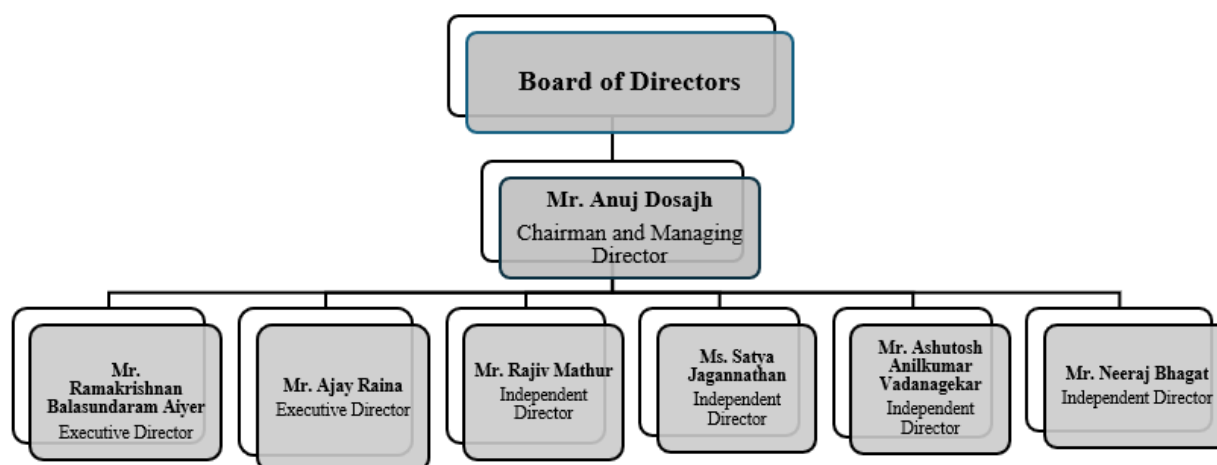 Board of Directors
Mr. Anuj Dosajh
Chairman and Managing
Director
Mr.
Ramakrishnan
Balasundaram Aiyer
Executive Director
Mr. Ajay Raina
Executive Director
Mr. Rajiv Mathur
Independent
Director
Ms. Satya
Jagannathan
Independent
Director
Mr. Ashutosh
Anilkumar
Vadanagekar
Independent
Director
Mr. Neeraj Bhagat
Independent Director